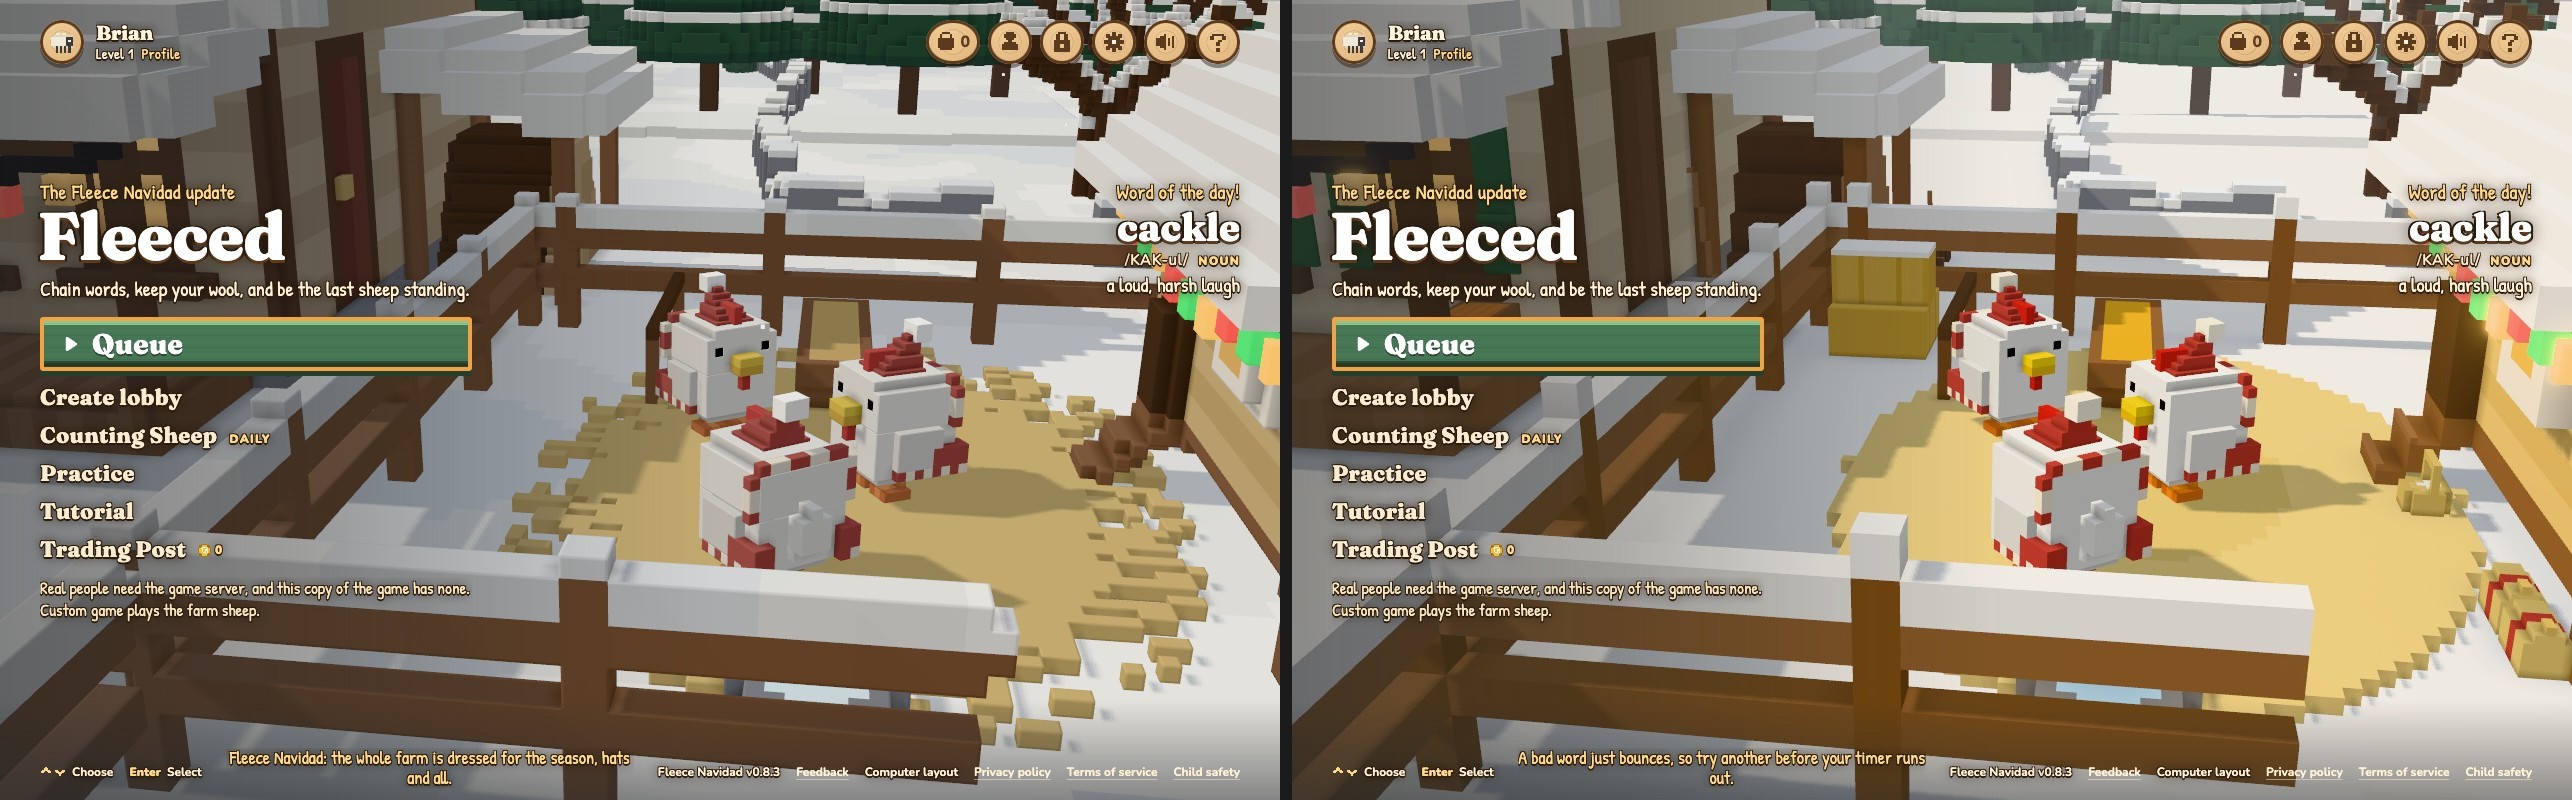 Brian
Level 1 Profile
0
?
The Fleece Navidad update
Fleeced
Chain words, keep your wool, and be the last sheep standing.
Queue
Create lobby
Counting Sheep DAILY
Practice
Tutorial
Trading Post 0
Real people need the game server, and this copy of the game has none.
Custom game plays the farm sheep.
Word of the day!
cackle
/KAK-ul/ NOUN
a loud, harsh laugh
Choose Enter Select
Fleece Navidad: the whole farm is dressed for the season, hats
and all.
Fleece Navidad v0.8.3 Feedback Computer layout Privacy policy Terms of service Child safety
Brian
Level 1 Profile
0
?
The Fleece Navidad update
Fleeced
Chain words, keep your wool, and be the last sheep standing.
Queue
Create lobby
Counting Sheep DAILY
Practice
Tutorial
Trading Post 0
Real people need the game server, and this copy of the game has none.
Custom game plays the farm sheep.
Word of the day!
cackle
/KAK-ul/ NOUN
a loud, harsh laugh
Choose Enter Select
A bad word just bounces, so try another before your timer runs
out.
Fleece Navidad v0.8.3 Feedback Computer layout Privacy policy Terms of service Child safety